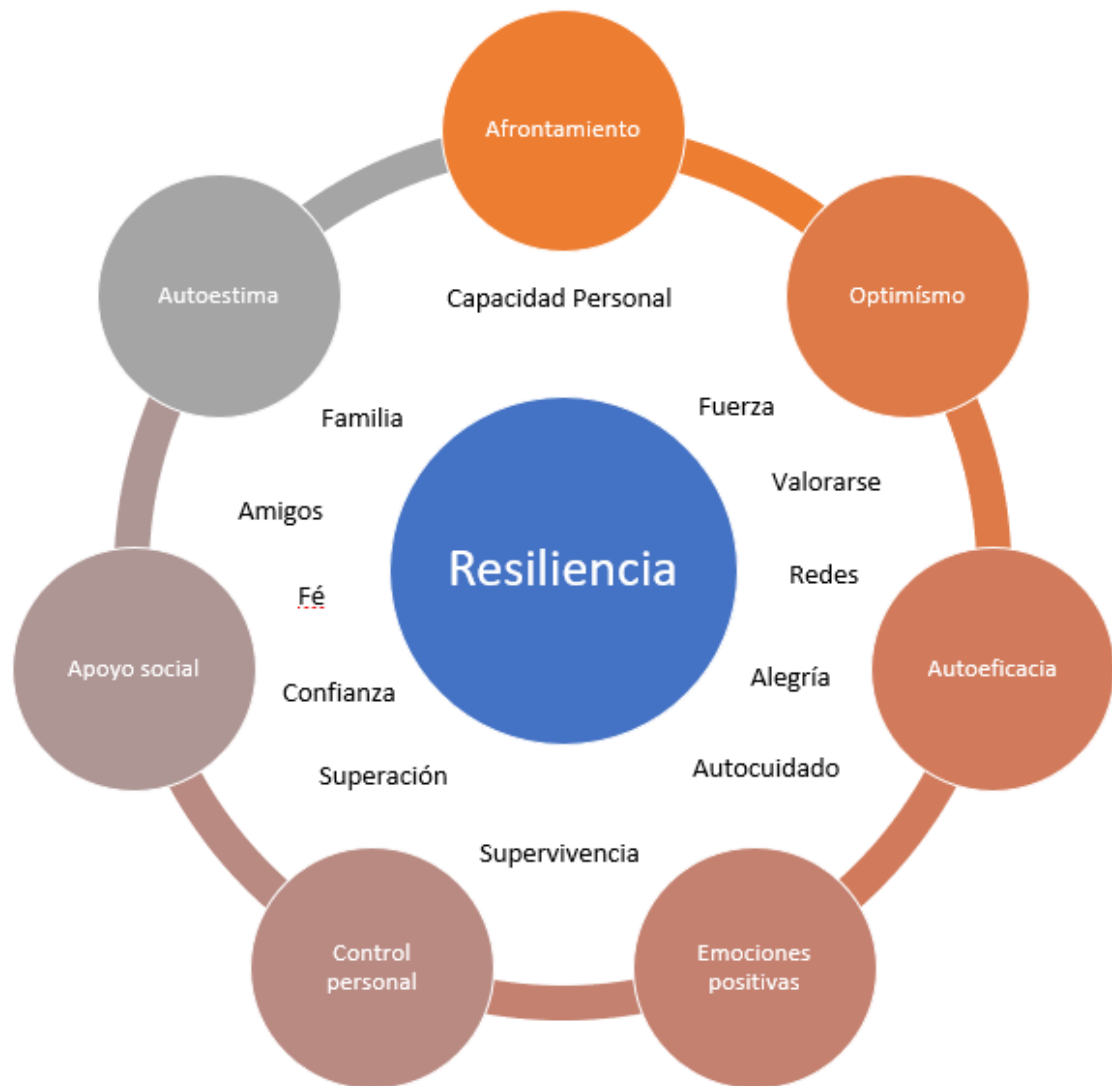 Afrontamiento
Autoestima
Optimísmo
Capacidad Personal
Familia
Fuerza
Valorarse
Amigos
Resiliencia
Redes
Fé
Apoyo social
Autoeficacia
Alegría
Confianza
Autocuidado
Superación
Supervivencia
Control
personal
Emociones
positivas